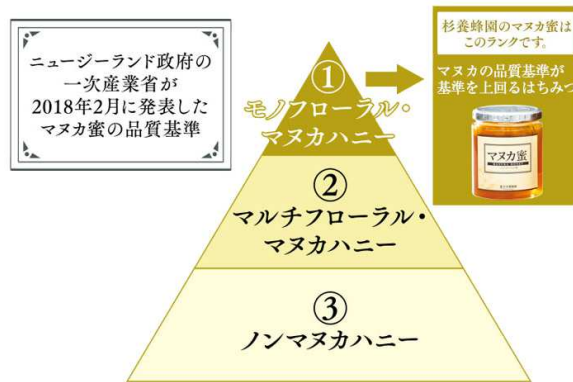 ニュージーランド政府の
一次産業省が
2018年2月に発表した
マヌカ蜜の品質基準
①
モノフローラル・
マヌカハニー
②
マルチフローラル・
マヌカハニー
③
ノンマヌカハニー
杉養蜂園のマヌカ蜜は
このランクです。
マヌカの品質基準が
基準を上回るはちみつ
マヌカ蜜